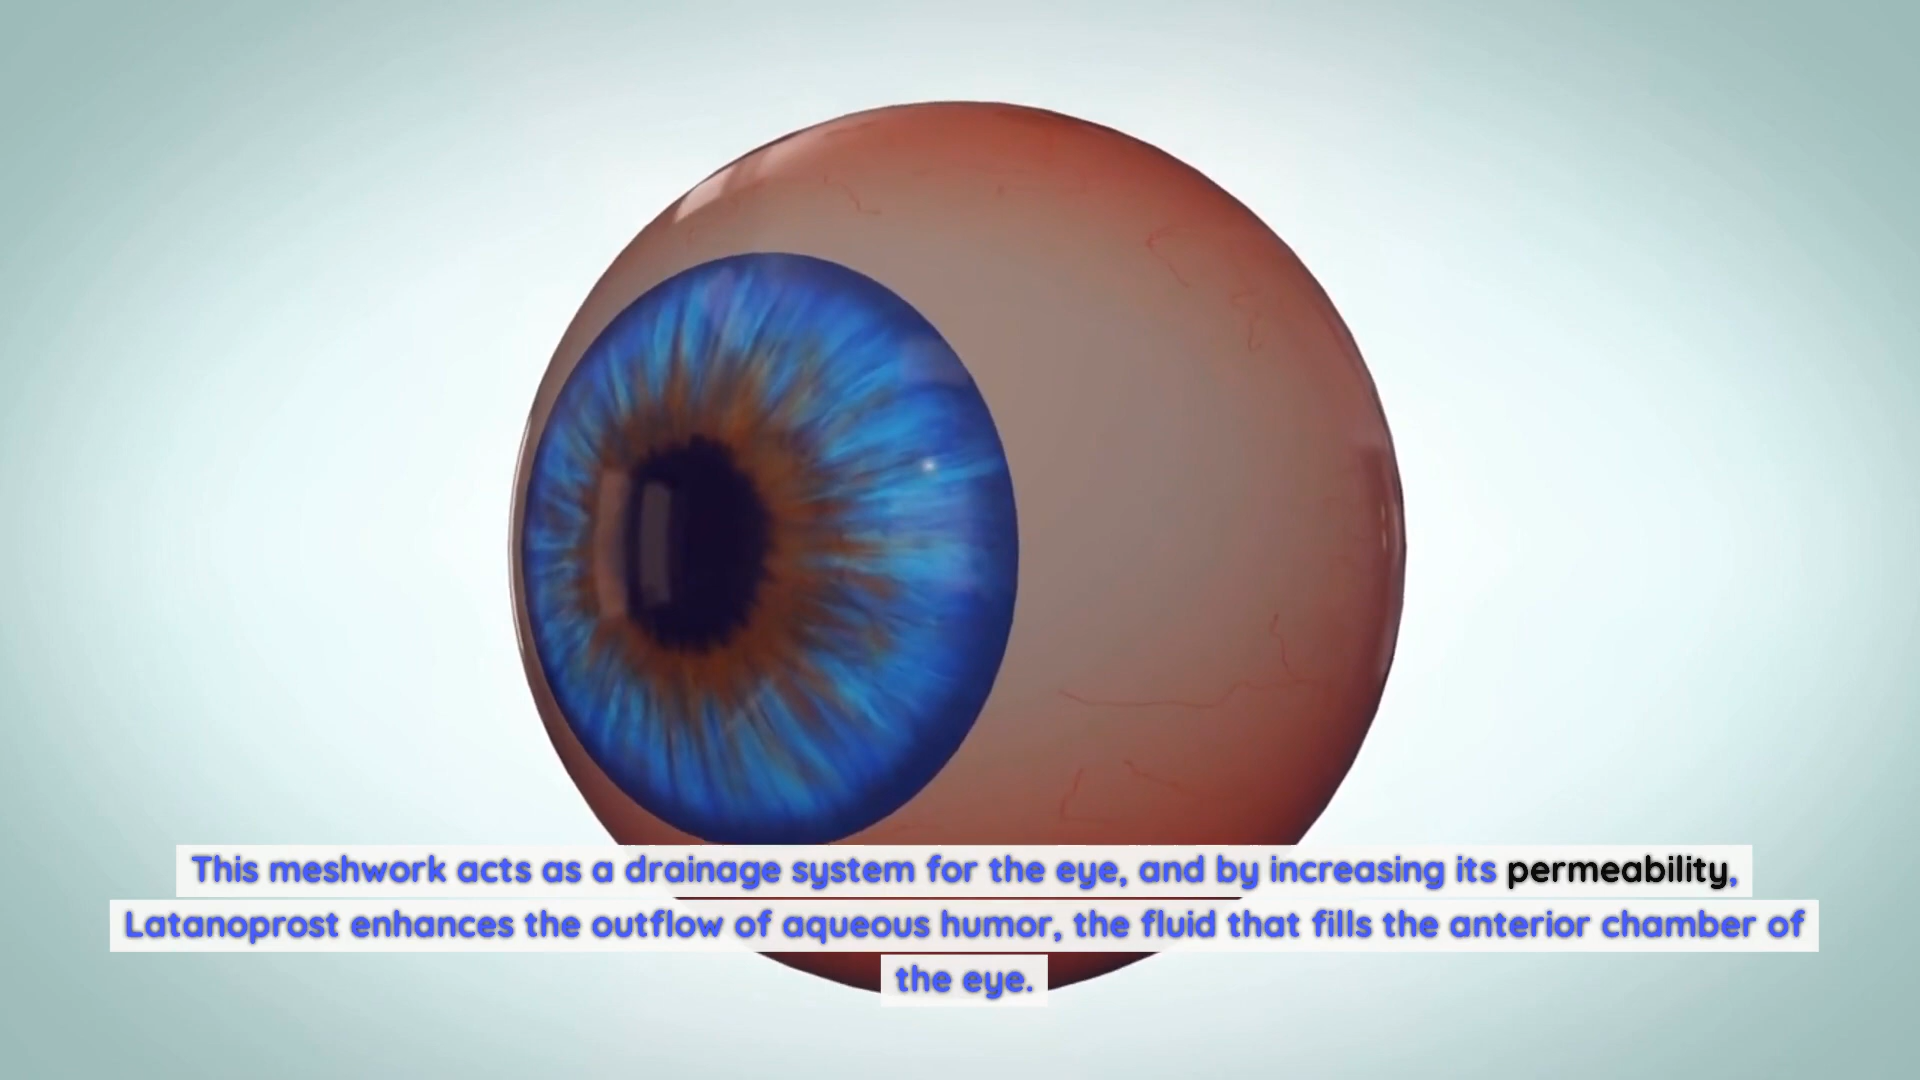 This meshwork acts as a drainage system for the eye, and by increasing its permeability,
Latanoprost enhances the outflow of aqueous humor, the fluid that fills the anterior chamber of
the eye.